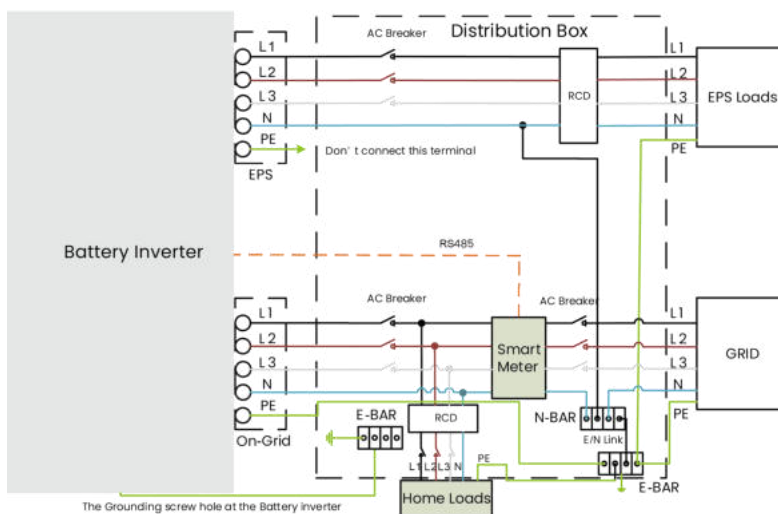 L1
AC Breaker
Distribution Box
L1
L2
L2
L3
RCD
L3
EPS Loads
N
N
PE
Don't connect this terminal
PE
EPS
Battery Inverter
RS485
AC Breaker
AC Breaker
L1
L1
L2
Smart
Meter
L2
GRID
L3
L3
N
N
PE
E-BAR
RCD
N-BAR
PE
On-Grid
E/N Link
L1 L2 L3 N
PE
E-BAR
Home Loads
The Grounding screw hole at the Battery inverter